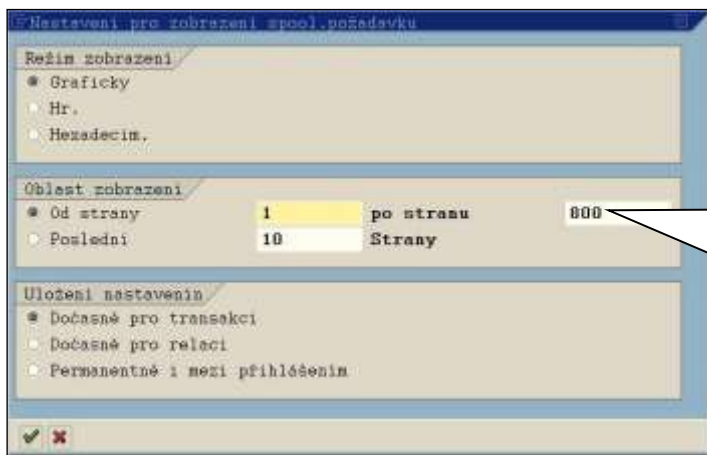 Nastavení pro zobrazení spool.požadavku
Režim zobrazení
Graficky
Hr.
Hexadecim.
Oblast zobrazení
Od strany 1 po stranu 800
Poslední 10 Strany
Uložení nastavenín
Dočasně pro transakci
Dočasně pro relaci
Permanentně i mezi přihlášením